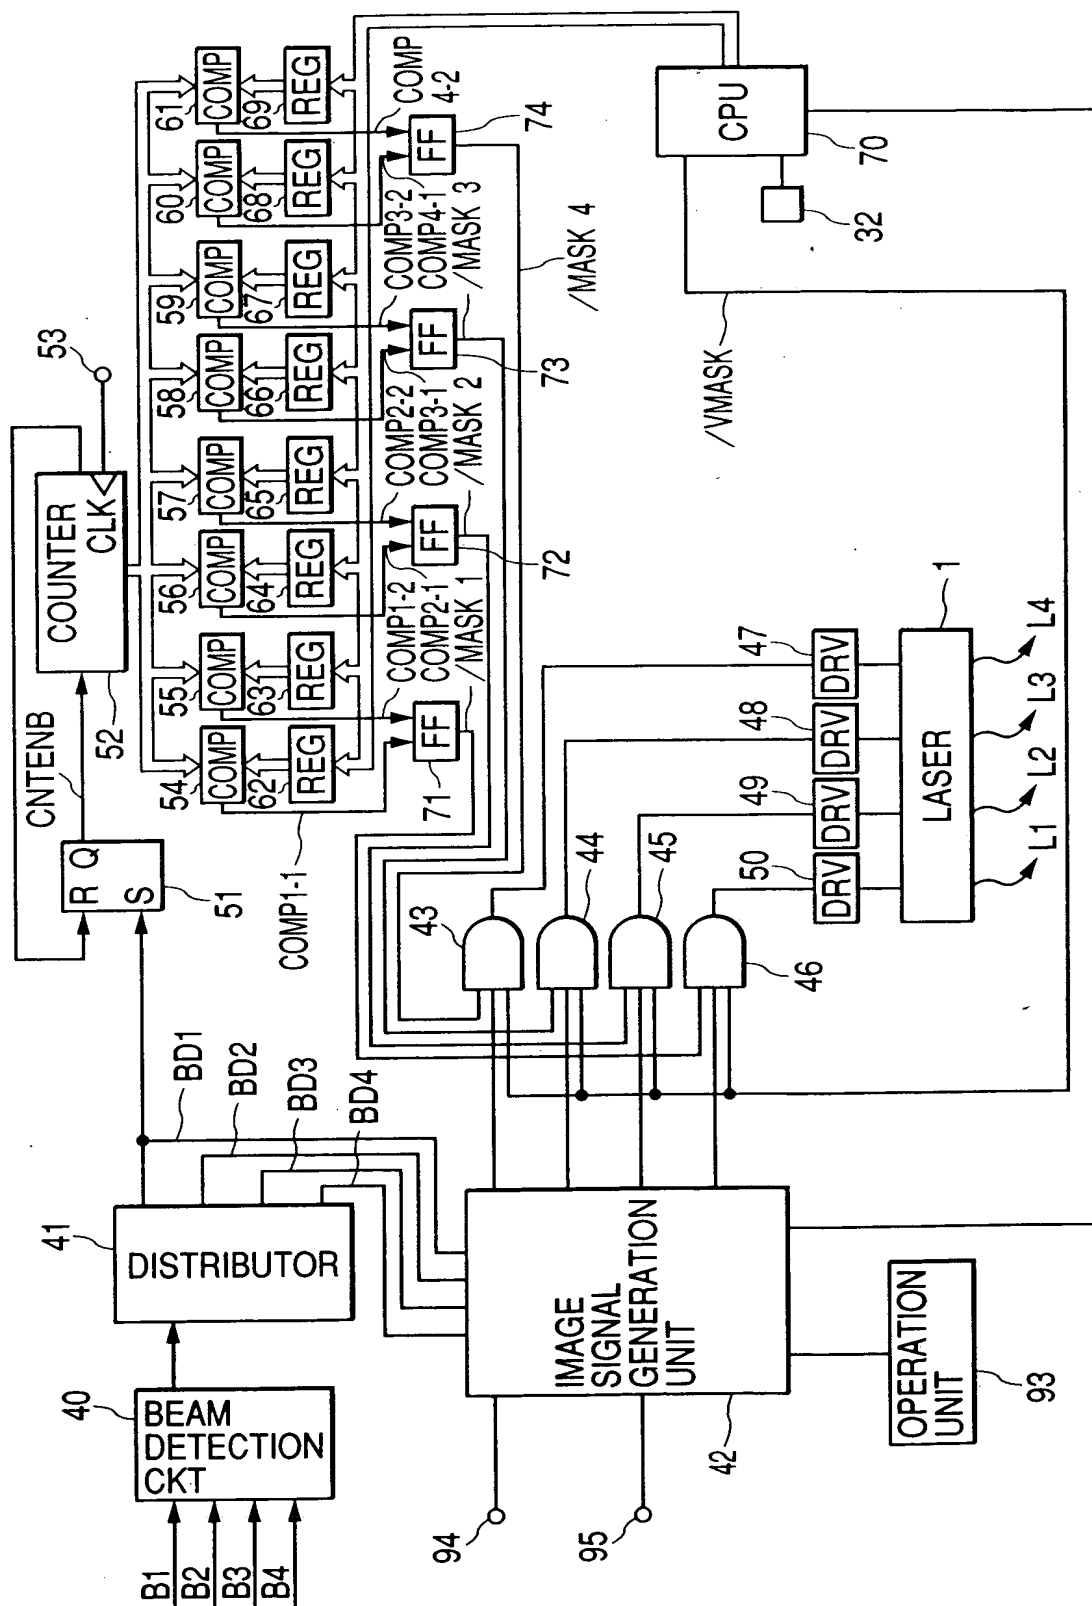 B1
B2
B3
B4
40
BEAM
DETECTION
CKT
41
DISTRIBUTOR
BD1
BD2
BD3
BD4
R Q
S
51
CNTENB
COUNTER
CLK
52
53
54
COMP
55
COMP
56
COMP
57
COMP
58
COMP
59
COMP
60
COMP
61
COMP
62
REG
63
REG
64
REG
65
REG
66
REG
67
REG
68
REG
69
REG
COMP1-1
FF
71
COMP1-2
COMP2-1
/MASK 1
FF
72
COMP2-2
COMP3-1
/MASK 2
FF
73
COMP3-2
COMP4-1
/MASK 3
FF
74
COMP
4-2
/MASK 4
94
95
IMAGE
SIGNAL
GENERATION
UNIT
42
43
44
45
46
50
DRV
49
DRV
48
DRV
47
DRV
LASER
1
L1
L2
L3
L4
/VMASK
CPU
70
32
OPERATION
UNIT
93